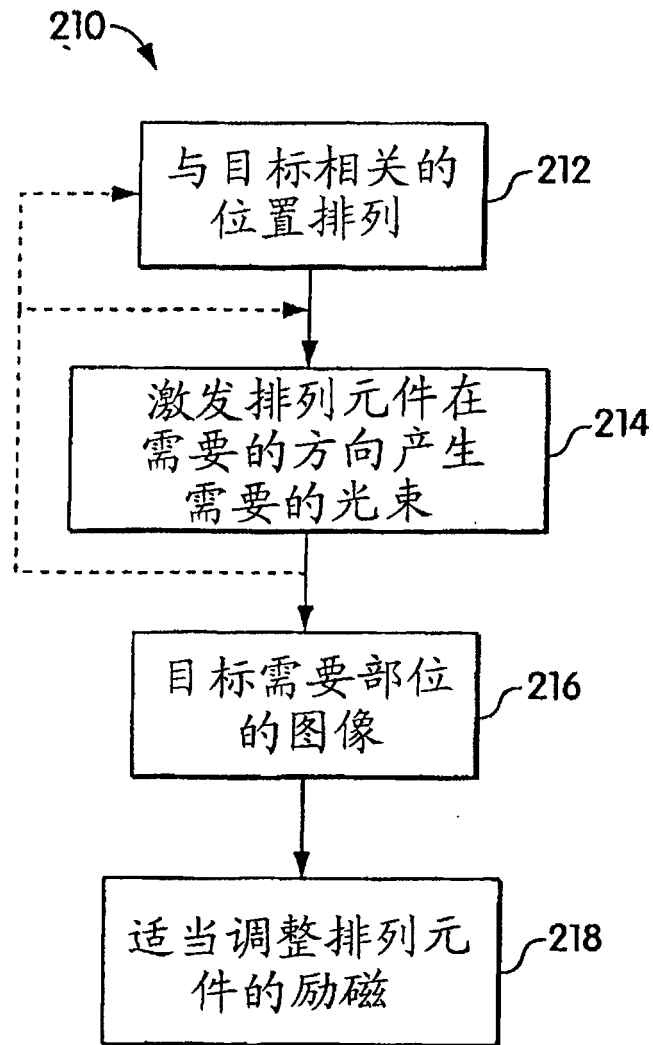 210
与目标相关的
位置排列
212
激发排列元件在
需要的方向产生
需要的光束
214
目标需要部位
的图像
216
适当调整排列元
件的励磁
218